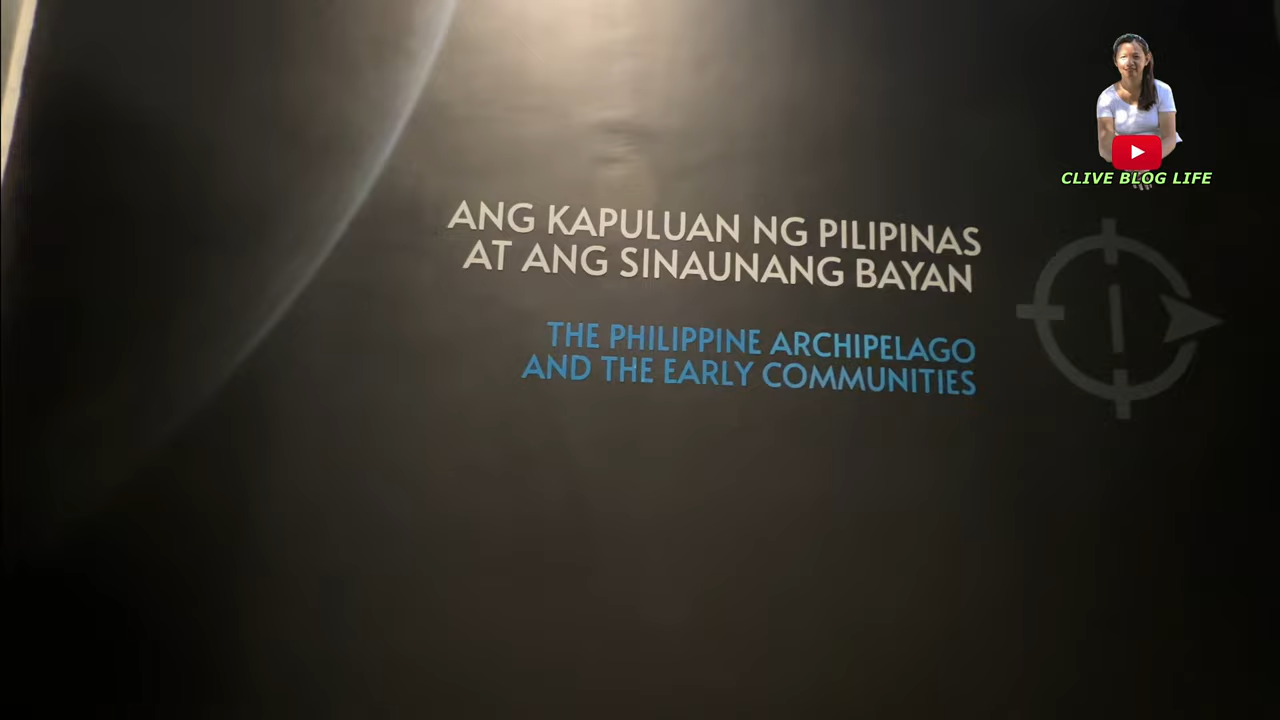 CLIVE BLOG LIFE
ANG KAPULUAN NG PILIPINAS
AT ANG SINAUNANG BAYAN
THE PHILIPPINE ARCHIPELAGO
AND THE EARLY COMMUNITIES